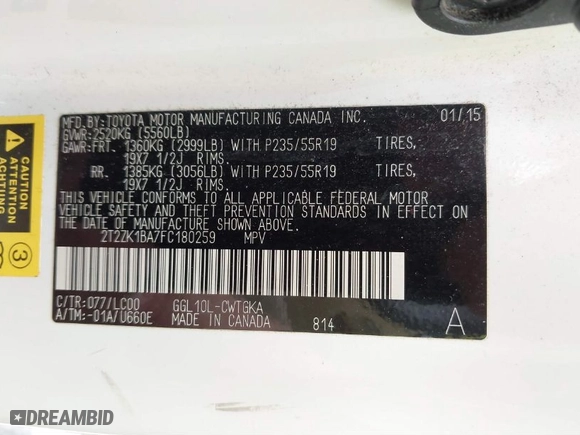 MFD.BY:TOYOTA MOTOR MANUFACTURING CANADA INC. 01/15
GVWR:2520KG (5560LB)
GAWR:FRT. 1360KG (2999LB) WITH P235/55R19 TIRES,
19X7 1/2J RIMS.
RR. 1385KG (3056LB) WITH P235/55R19 TIRES,
19X7 1/2J RIMS.
THIS VEHICLE CONFORMS TO ALL APPLICABLE FEDERAL MOTOR
VEHICLE SAFETY AND THEFT PREVENTION STANDARDS IN EFFECT ON
THE DATE OF MANUFACTURE SHOWN ABOVE.
2T2ZK1BA7FC180259 MPV
C/TR:077/LC00 GGL10L-CWTGKA
A/TM:-01A/U660E MADE IN CANADA 814 A
3
DREAMBID